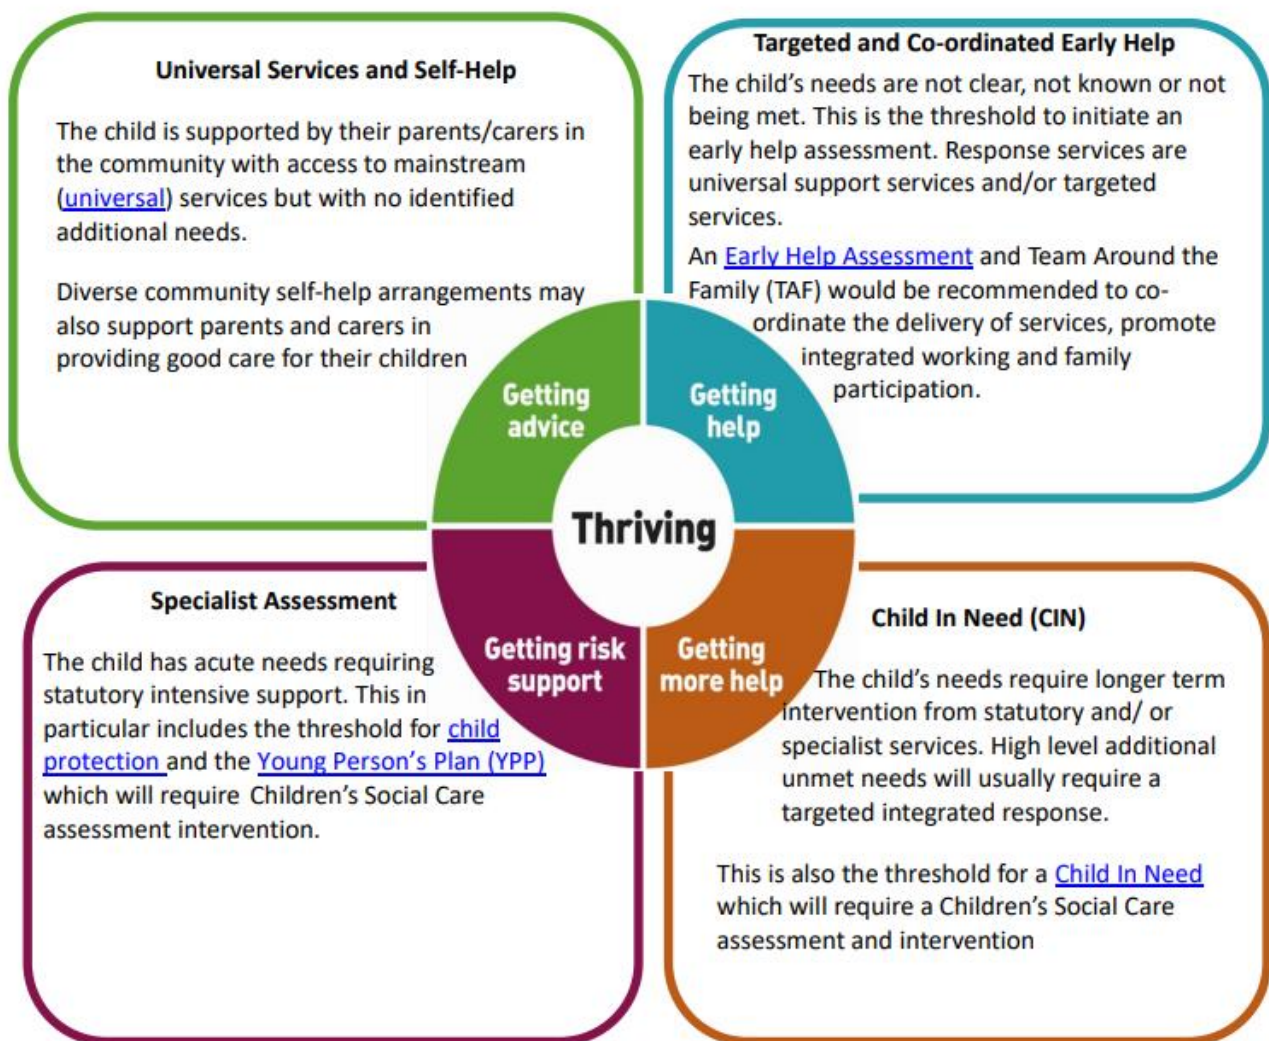 Universal Services and Self-Help
The child is supported by their parents/carers in
the community with access to mainstream
(universal) services but with no identified
additional needs.
Diverse community self-help arrangements may
also support parents and carers in
providing good care for their children
Targeted and Co-ordinated Early Help
The child's needs are not clear, not known or not
being met. This is the threshold to initiate an
early help assessment. Response services are
universal support services and/or targeted
services.
An Early Help Assessment and Team Around the
Family (TAF) would be recommended to co-
ordinate the delivery of services, promote
integrated working and family
participation.
Getting
advice
Getting
help
Thriving
Getting risk
support
Getting
more help
Specialist Assessment
The child has acute needs requiring
statutory intensive support. This in
particular includes the threshold for child
protection and the Young Person's Plan (YPP)
which will require Children's Social Care
assessment intervention.
Child In Need (CIN)
The child's needs require longer term
intervention from statutory and/ or
specialist services. High level additional
unmet needs will usually require a
targeted integrated response.
This is also the threshold for a Child In Need
which will require a Children's Social Care
assessment and intervention